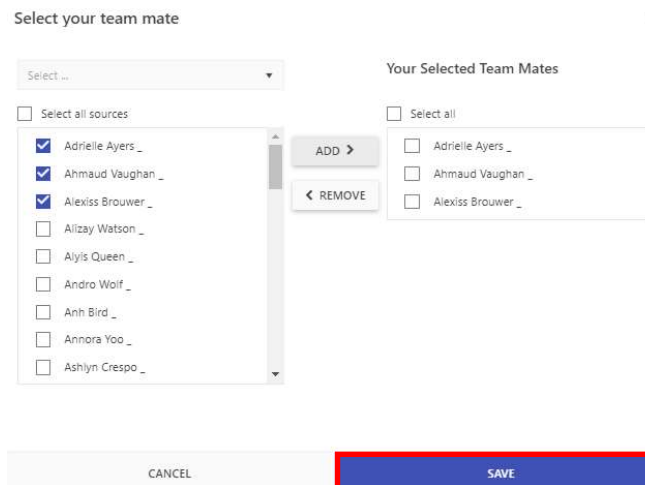 Select your team mate
Select ...
Your Selected Team Mates
Select all sources
Select all
Adrielle Ayers _
Ahmaud Vaughan _
Alexiss Brouwer _
Alizay Watson _
Alyis Queen _
Andro Wolf _
Anh Bird _
Annora Yoo _
Ashlyn Crespo _
ADD >
< REMOVE
Adrielle Ayers _
Ahmaud Vaughan _
Alexiss Brouwer _
CANCEL
SAVE